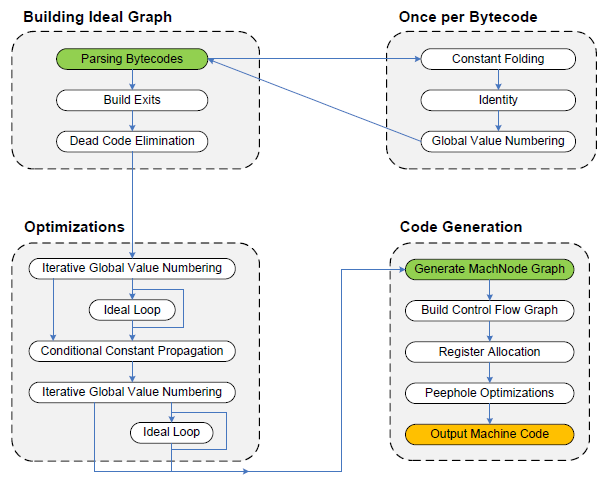 Building Ideal Graph
Parsing Bytecodes
Build Exits
Dead Code Elimination
Once per Bytecode
Constant Folding
Identity
Global Value Numbering
Optimizations
Iterative Global Value Numbering
Ideal Loop
Conditional Constant Propagation
Iterative Global Value Numbering
Ideal Loop
Code Generation
Generate MachNode Graph
Build Control Flow Graph
Register Allocation
Peephole Optimizations
Output Machine Code